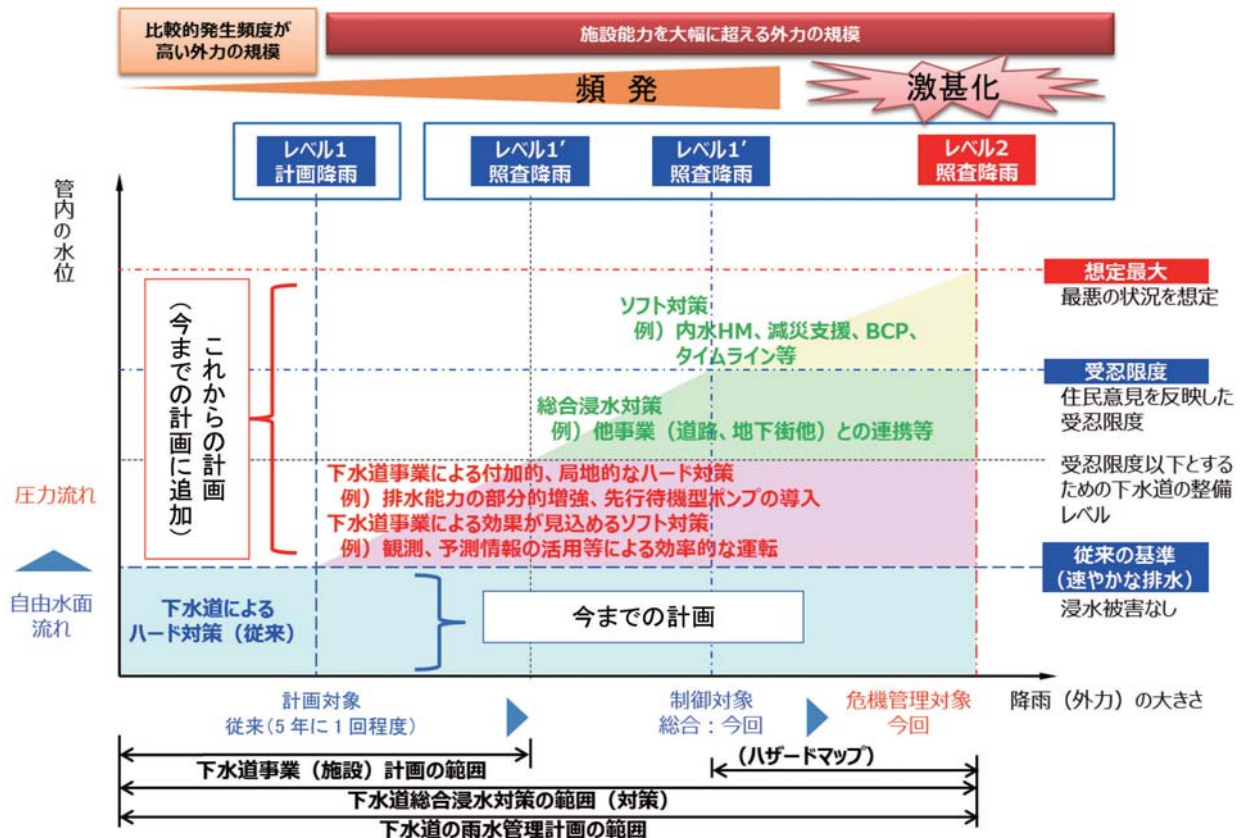 比較的発生頻度が
高い外力の規模
施設能力を大幅に超える外力の規模
頻発
激甚化
レベル1
計画降雨
レベル1′
照査降雨
レベル1′
照査降雨
レベル2
照査降雨
管内の水位
想定最大
最悪の状況を想定
これからの計画
（今までの計画に追加）
ソフト対策
例）内水HM、減災支援、BCP、
タイムライン等
受忍限度
住民意見を反映した
受忍限度
総合浸水対策
例）他事業（道路、地下街他）との連携等
受忍限度以下とする
ための下水道の整備
レベル
下水道事業による付加的、局地的なハード対策
例）排水能力の部分的増強、先行待機型ポンプの導入
下水道事業による効果が見込めるソフト対策
例）観測、予測情報の活用等による効率的な運転
圧力流れ
自由水面
流れ
従来の基準
（速やかな排水）
浸水被害なし
下水道による
ハード対策（従来）
今までの計画
計画対象
従来（5年に1回程度）
制御対象
総合：今回
危機管理対象
今回
降雨（外力）の大きさ
下水道事業（施設）計画の範囲
（ハザードマップ）
下水道総合浸水対策の範囲（対策）
下水道の雨水管理計画の範囲